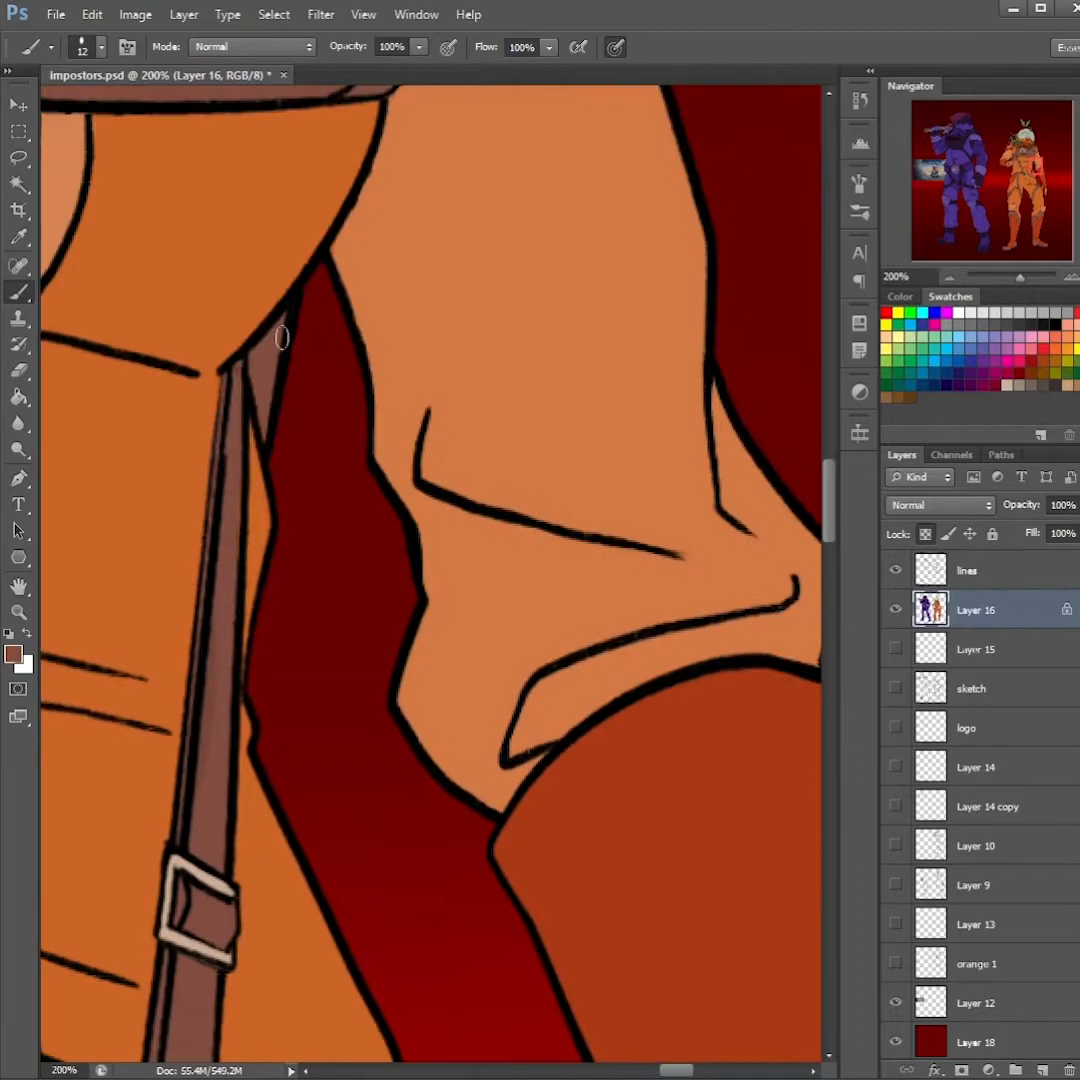 Ps File Edit Image Layer Type Select Filter View Window Help
12 Mode: Normal Opacity: 100% Flow: 100%
impostors.psd @ 200% (Layer 16, RGB/8) * ×
Navigator
200%
Color Swatches
Layers Channels Paths
Kind
Normal Opacity: 100%
Lock: Fill: 100%
lines
Layer 16
Layer 15
sketch
logo
Layer 14
Layer 14 copy
Layer 10
Layer 9
Layer 13
orange 1
Layer 12
Layer 18
200% Doc: 55.4M/549.2M